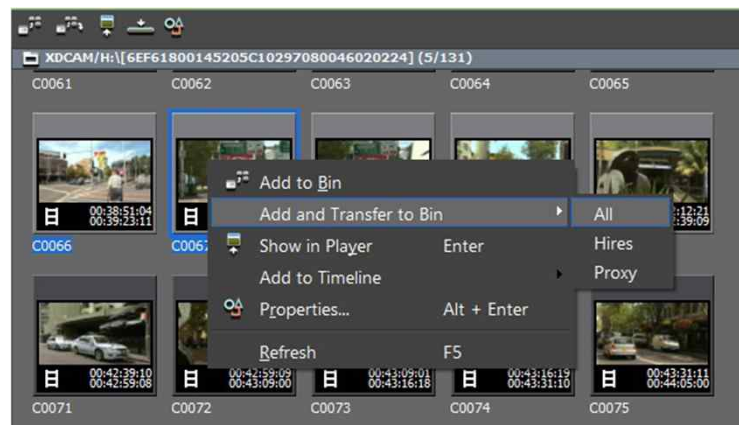 XDCAM/H:\[6EF61800145205C10297080046020224] (5/131)
C0061 C0062 C0063 C0064 C0065
Add to Bin
Add and Transfer to Bin
All
00:38:51:04
00:39:23:11
:12:21
:39:09
C0066 C0067
Show in Player Enter
Hires
Add to Timeline
Proxy
Properties... Alt + Enter
Refresh F5
00:42:39:10 00:42:59:09 00:43:09:01 00:43:16:19 00:43:31:11
00:42:59:08 00:43:09:00 00:43:16:18 00:43:31:10 00:44:05:00
C0071 C0072 C0073 C0074 C0075